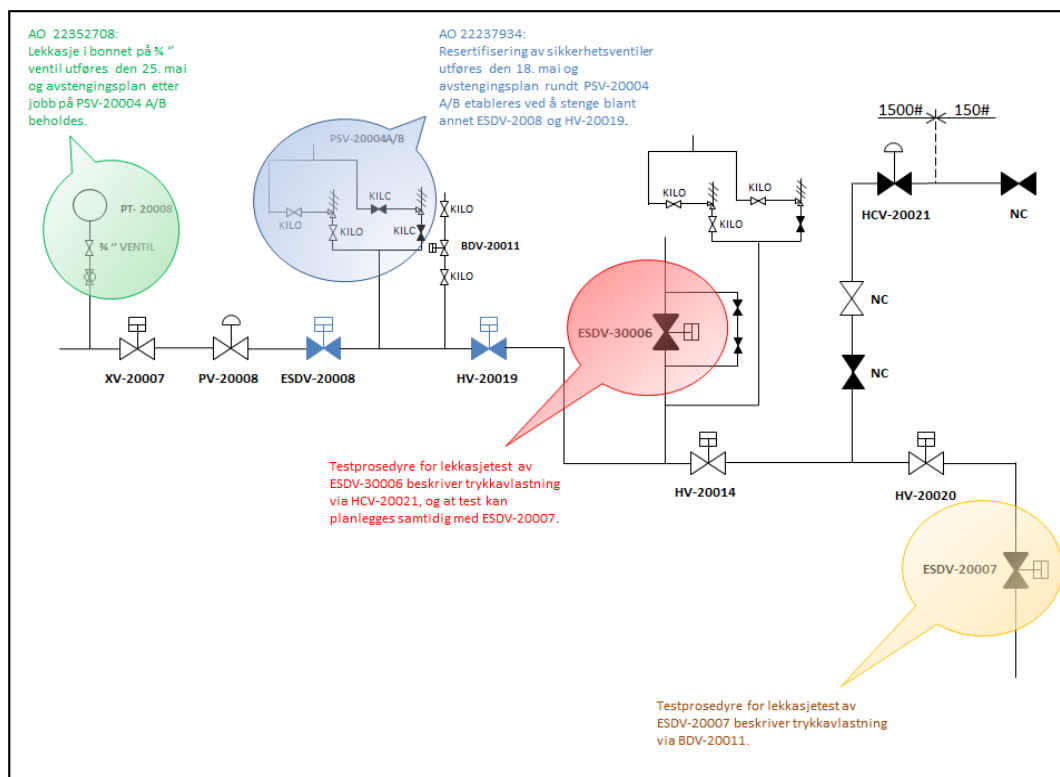 AO 22352708:
Lekkasje i bonnet på ¾ ‘’
ventil utføres den 25. mai
og avstengingsplan etter
jobb på PSV-20004 A/B
beholdes.
AO 22237934:
Resertifisering av sikkerhetsventiler
utføres den 18. mai og
avstengingsplan rundt PSV-20004
A/B etableres ved å stenge blant
annet ESDV-2008 og HV-20019.
1500# 150#
PSV-20004A/B
HCV-20021
NC
KILC
KILO
KILO
KILO
KILC
KILO
BDV-20011
KILO
KILO
KILO
KILO
PT- 20008
¾ ‘’ VENTIL
NC
ESDV-30006
NC
XV-20007
PV-20008
ESDV-20008
HV-20019
HV-20014
HV-20020
Testprosedyre for lekkasjetest av
ESDV-30006 beskriver trykkavlastning
via HCV-20021, og at test kan
planlegges samtidig med ESDV-20007.
ESDV-20007
Testprosedyre for lekkasjetest av
ESDV-20007 beskriver trykkavlastning
via BDV-20011.